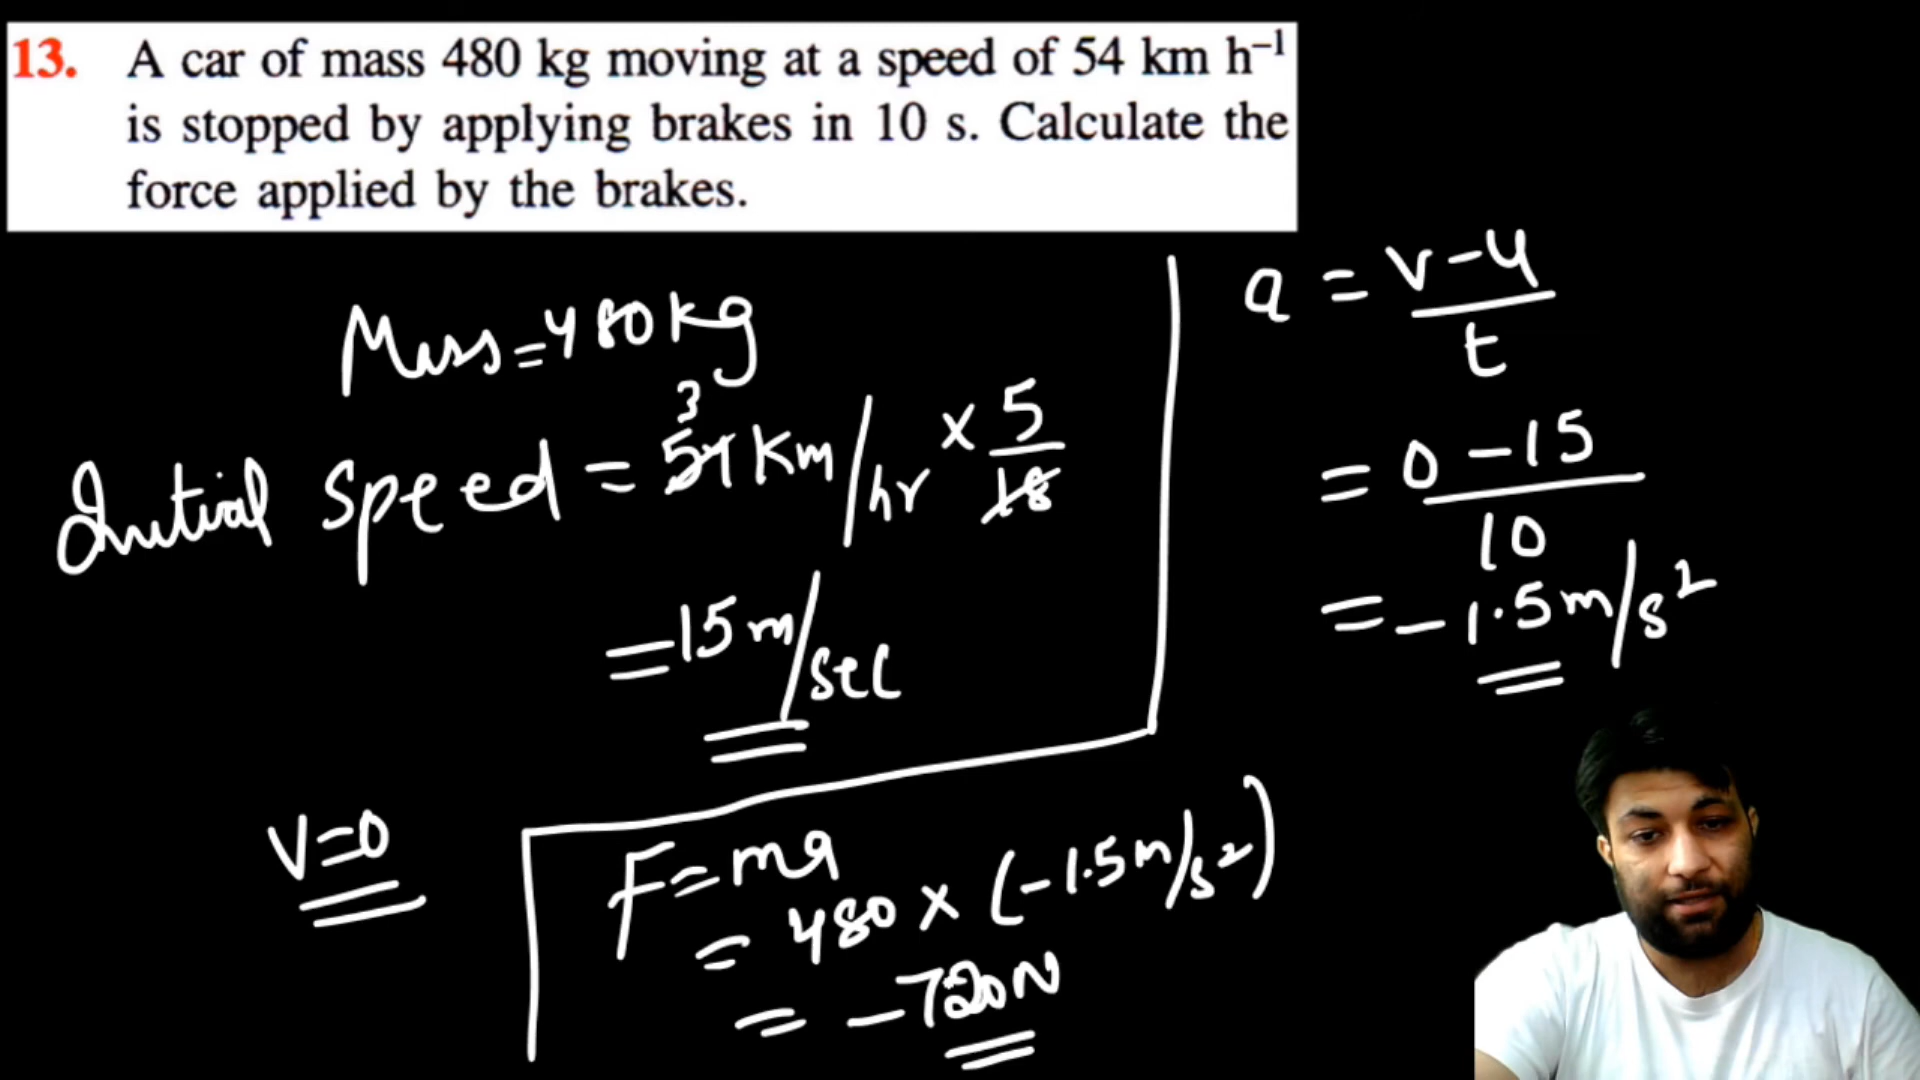 13. A car of mass 480 kg moving at a speed of 54 km h⁻¹
is stopped by applying brakes in 10 s. Calculate the
force applied by the brakes.
Mass = 480 kg
Initial speed = 54 km/hr × 5/18
3
= 15 m/sec
v=0
a = v-u/t
= 0-15/10
= -1.5 m/s²
F = ma
= 480 × (-1.5 m/s²)
= -720N